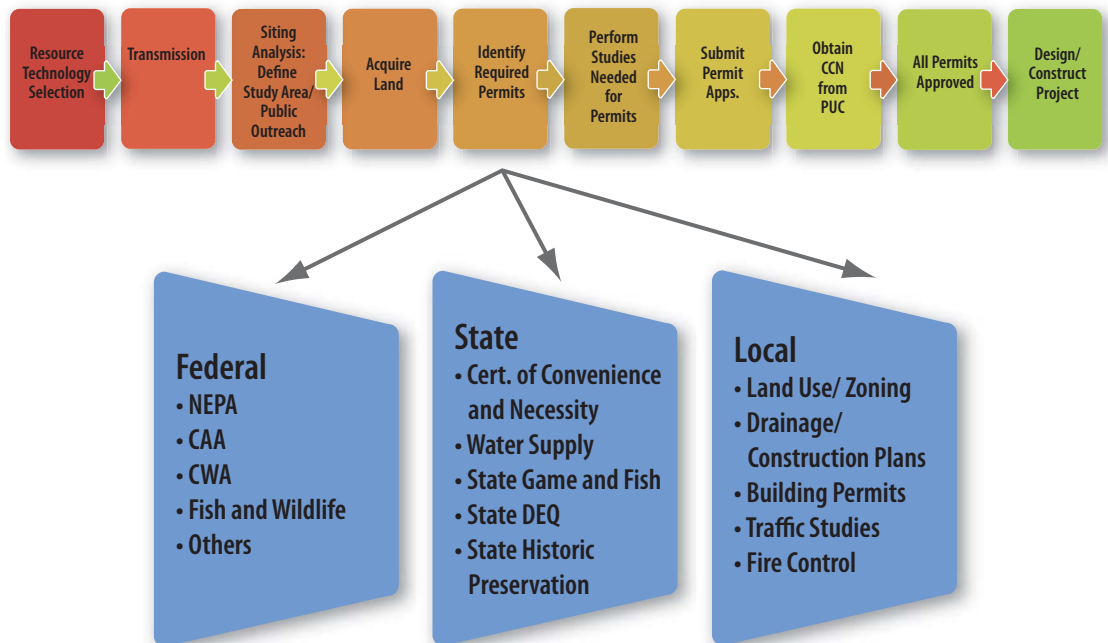 Resource
Technology
Selection
Transmission
Siting
Analysis:
Define
Study Area/
Public
Outreach
Acquire
Land
Identify
Required
Permits
Perform
Studies
Needed
for
Permits
Submit
Permit
Apps.
Obtain
CCN
from
PUC
All Permits
Approved
Design/
Construct
Project
Federal
• NEPA
• CAA
• CWA
• Fish and Wildlife
• Others
State
• Cert. of Convenience
and Necessity
• Water Supply
• State Game and Fish
• State DEQ
• State Historic
Preservation
Local
• Land Use/ Zoning
• Drainage/
Construction Plans
• Building Permits
• Traffic Studies
• Fire Control